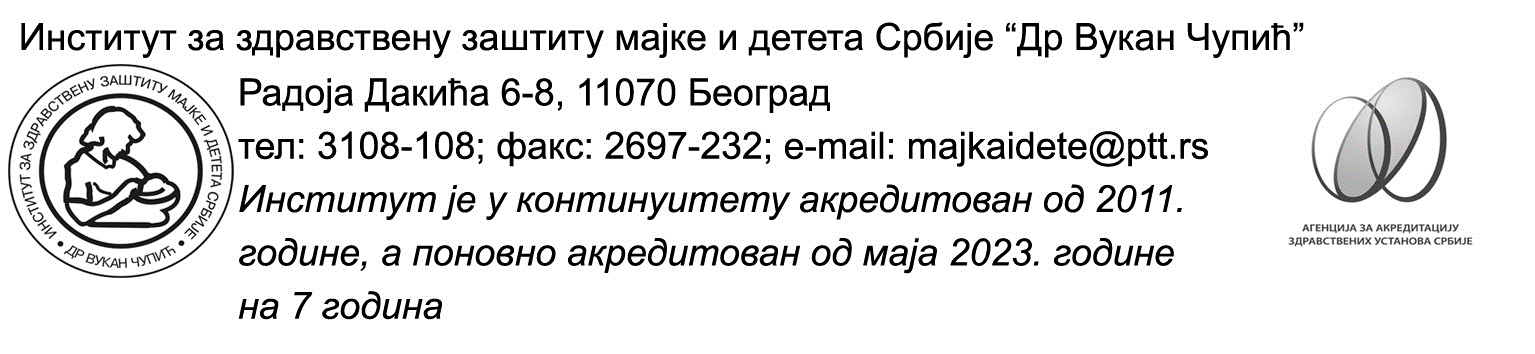 Институт за здравствену заштиту мајке и детета Србије “Др Вукан Чупић”
ИНСТИТУТ ЗА ЗДРАВСТВЕНУ ЗАШТИТУ МАЈКЕ И ДЕТЕТА СРБИЈЕ • ДР ВУКАН ЧУПИЋ •
Радоја Дакића 6-8, 11070 Београд
тел: 3108-108; факс: 2697-232; e-mail: majkaidete@ptt.rs
Институт је у континуитету акредитован од 2011.
године, а поновно акредитован од маја 2023. године
на 7 година
АГЕНЦИЈА ЗА АКРЕДИТАЦИЈУ
ЗДРАВСТВЕНИХ УСТАНОВА СРБИЈЕ